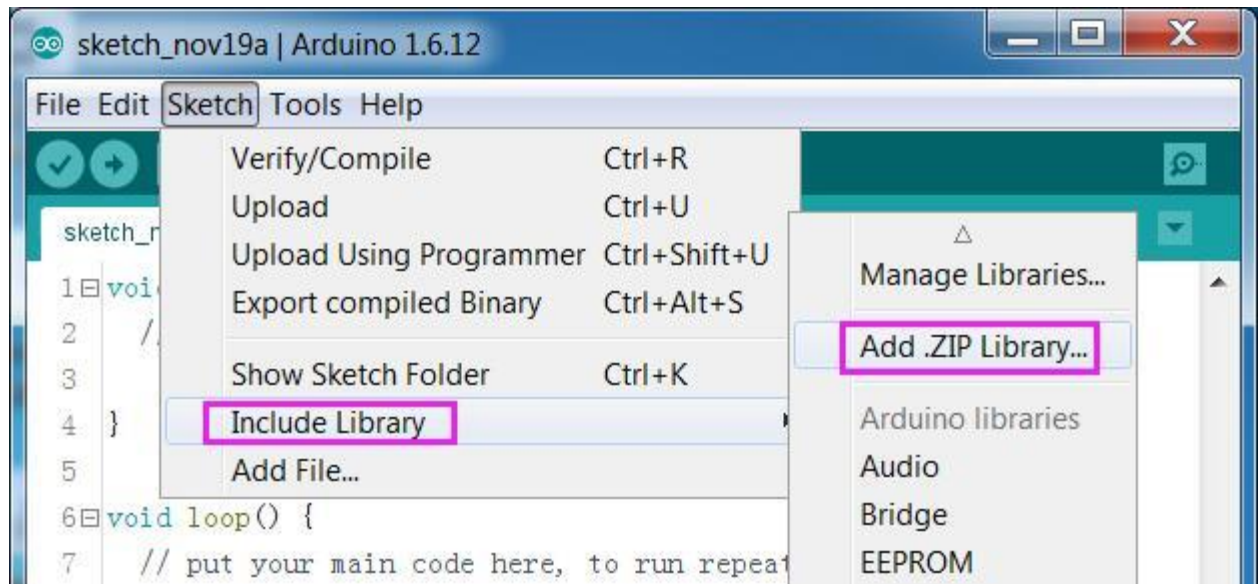 sketch_nov19a | Arduino 1.6.12
File Edit Sketch Tools Help
Verify/Compile Ctrl+R
Upload Ctrl+U
Upload Using Programmer Ctrl+Shift+U
Export compiled Binary Ctrl+Alt+S
Show Sketch Folder Ctrl+K
Include Library
Add File...
Manage Libraries...
Add .ZIP Library...
Arduino libraries
Audio
Bridge
EEPROM
1
2 //
3
4 }
5
6 void loop() {
7 // put your main code here, to run